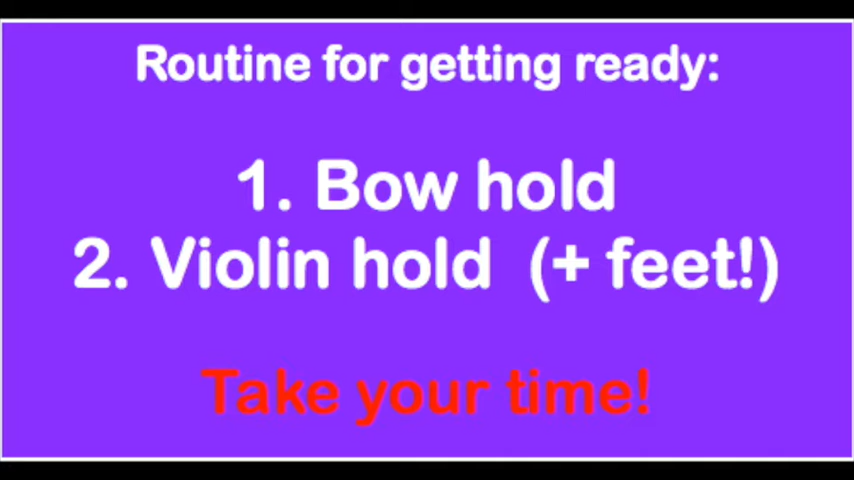 Routine for getting ready:
1. Bow hold
2. Violin hold (+ feet!)
Take your time!